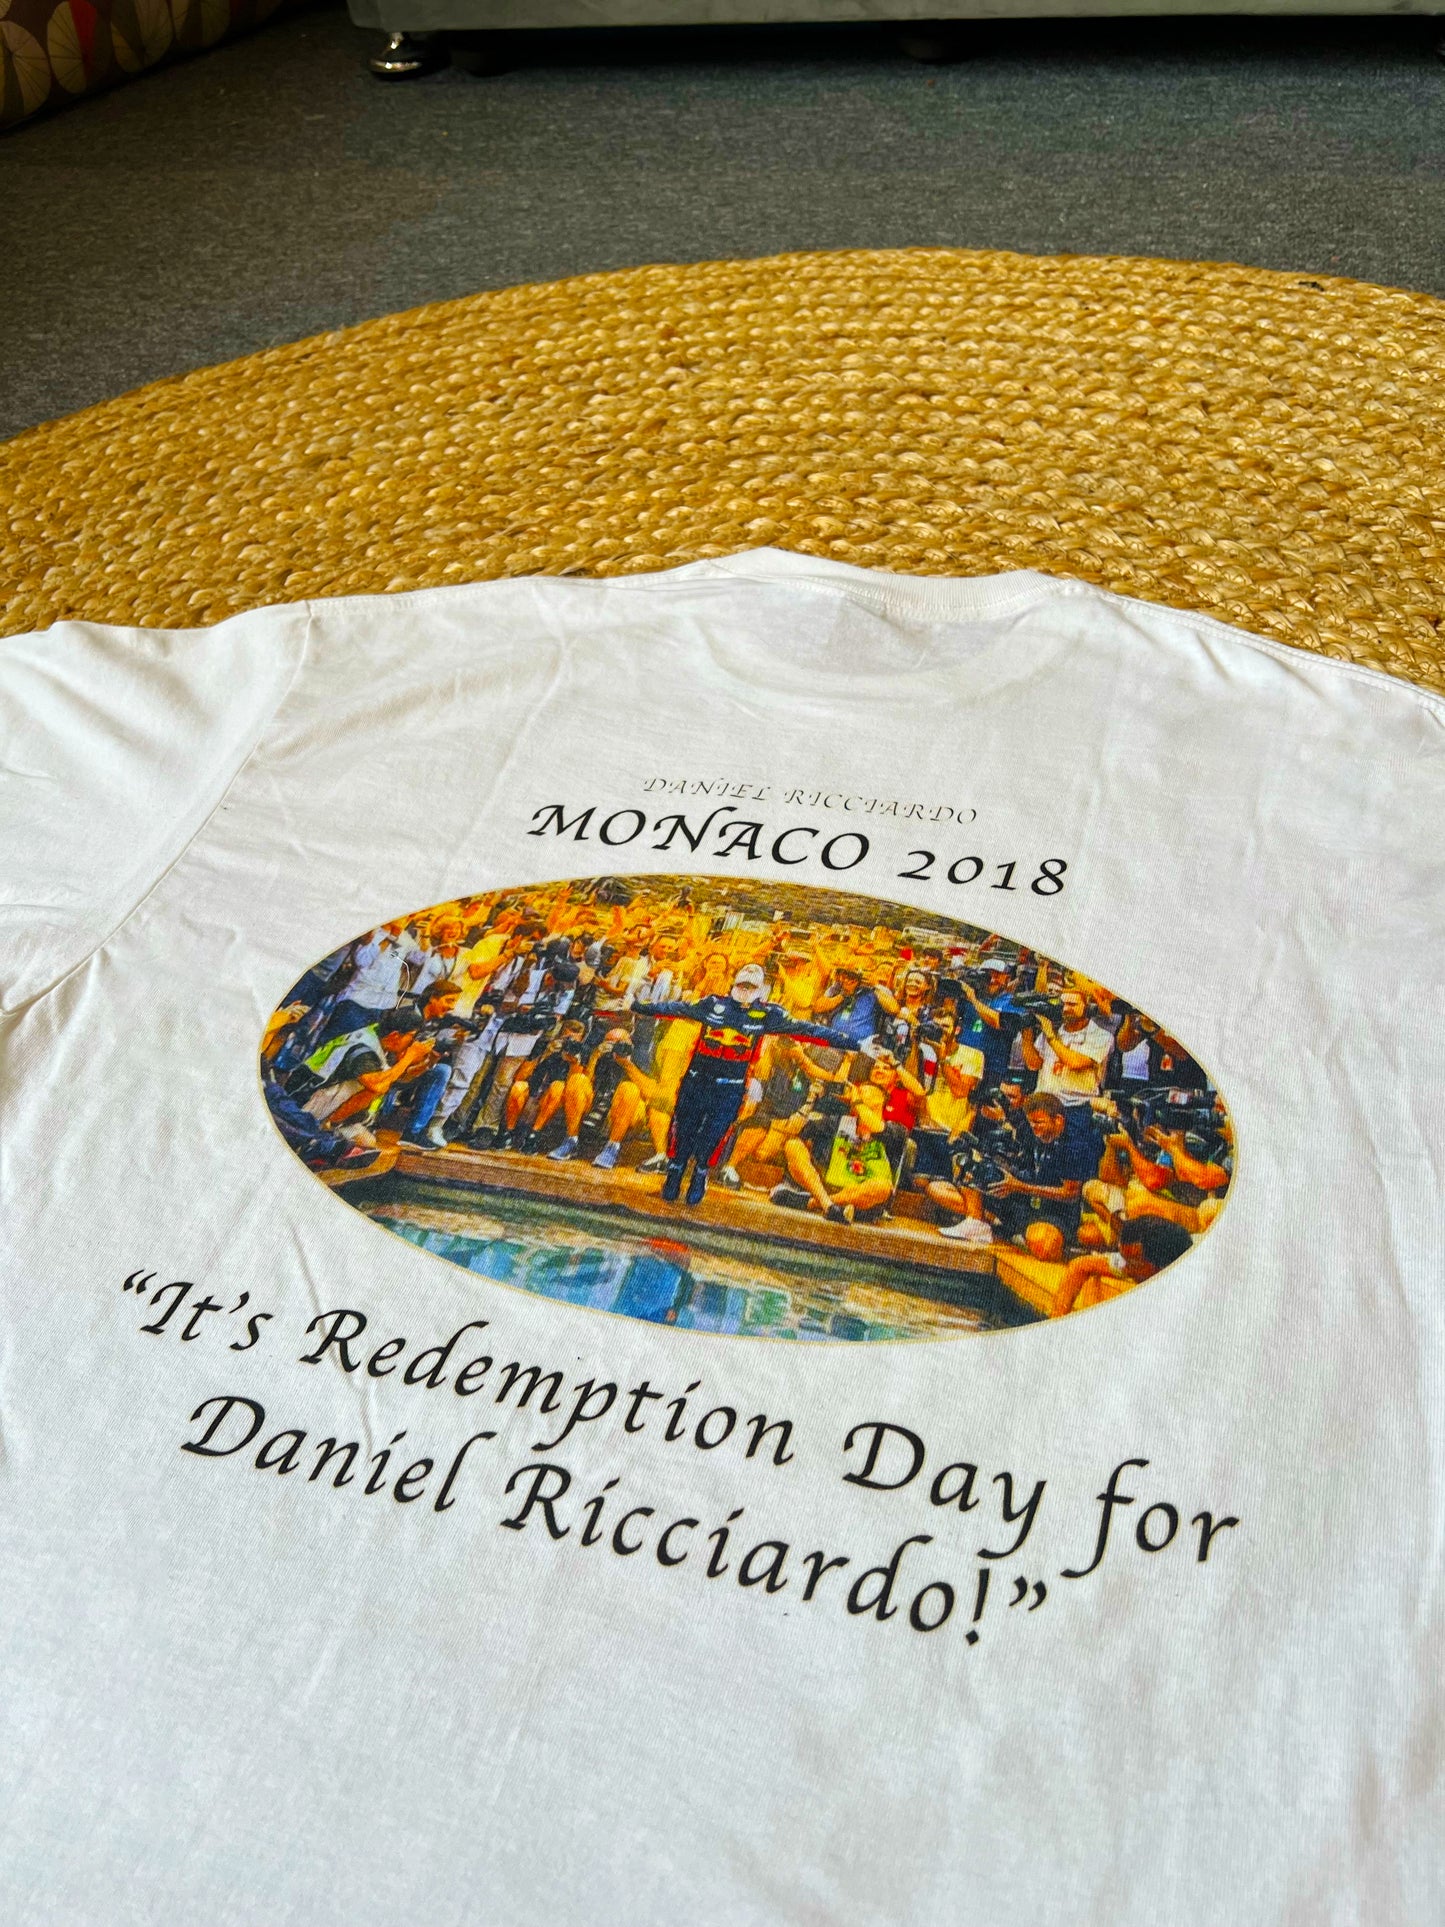 DANIEL RICCIARDO
MONACO 2018
“It’s Redemption Day for
Daniel Ricciardo!”